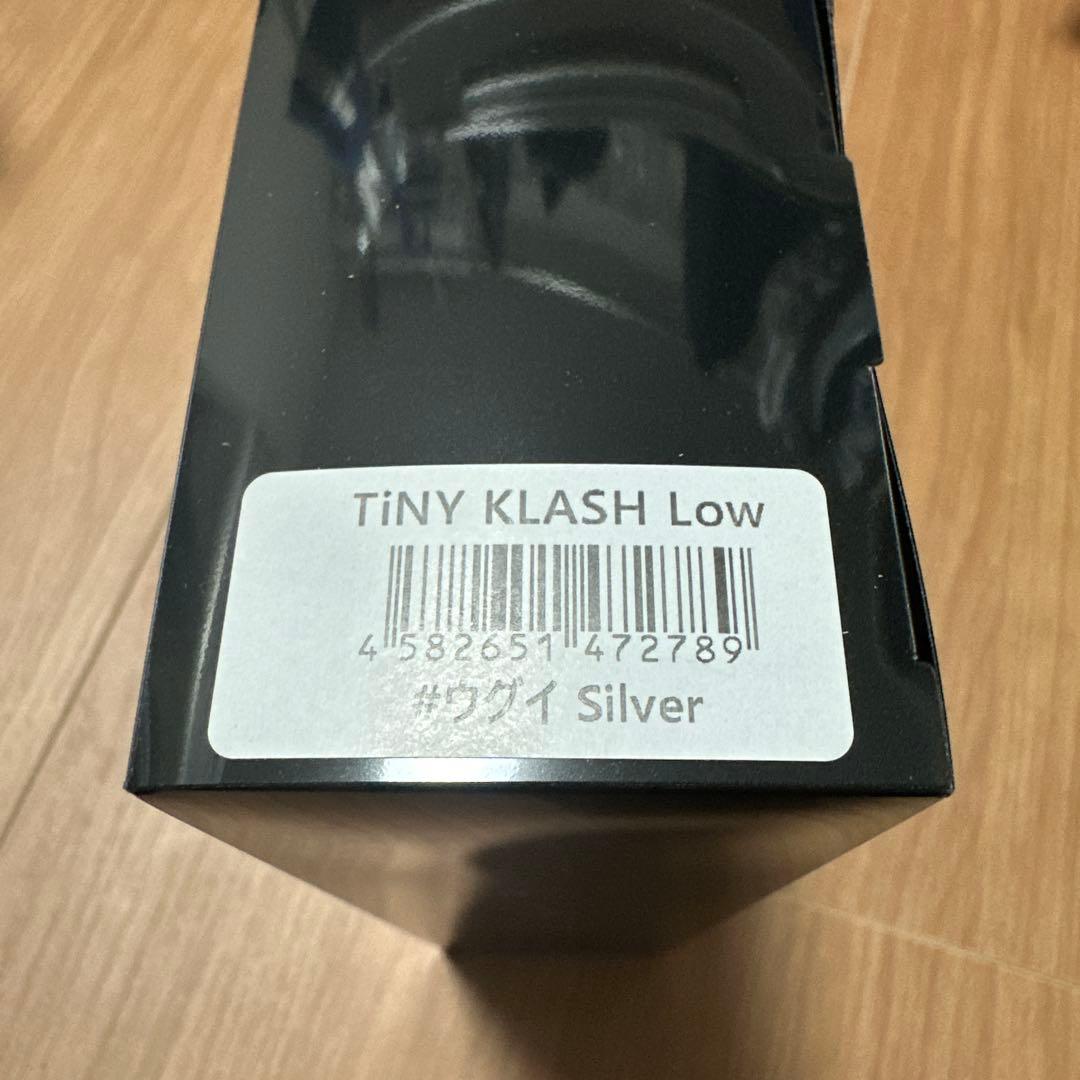 TiNY KLASH Low
4 582651 472789
#ウグイ Silver